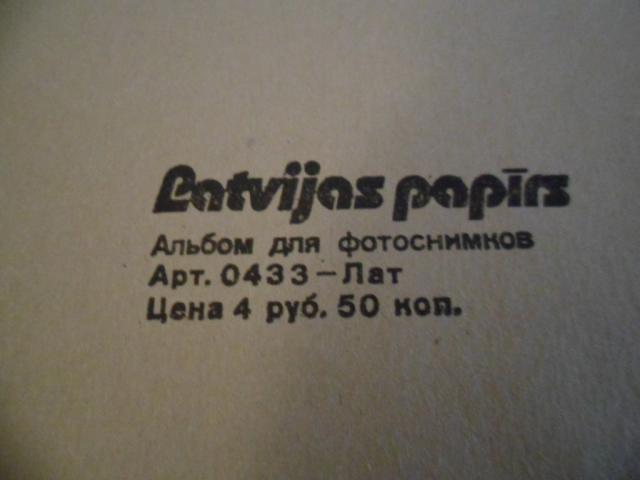 Latvijas papīrs
Альбом для фотоснимков
Арт. 0433—Лат
Цена 4 руб. 50 коп.